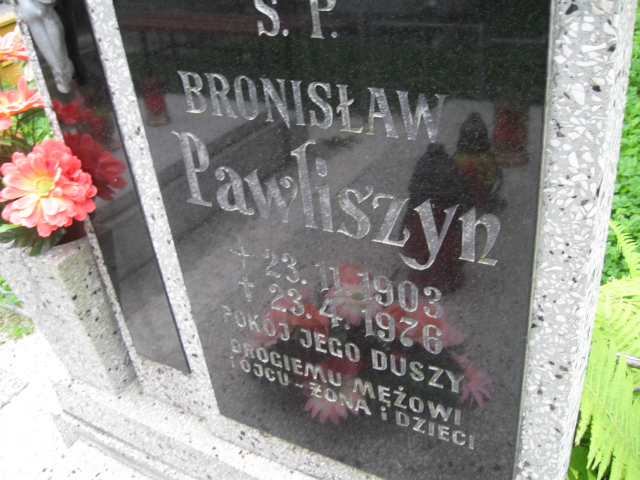 Ś. P.
BRONISŁAW
Pawliszyn
23. 11. 1903
23. 4. 1976
POKÓJ JEGO DUSZY
DROGIEMU MĘŻOWI
I OJCU - ŻONA i DZIECI